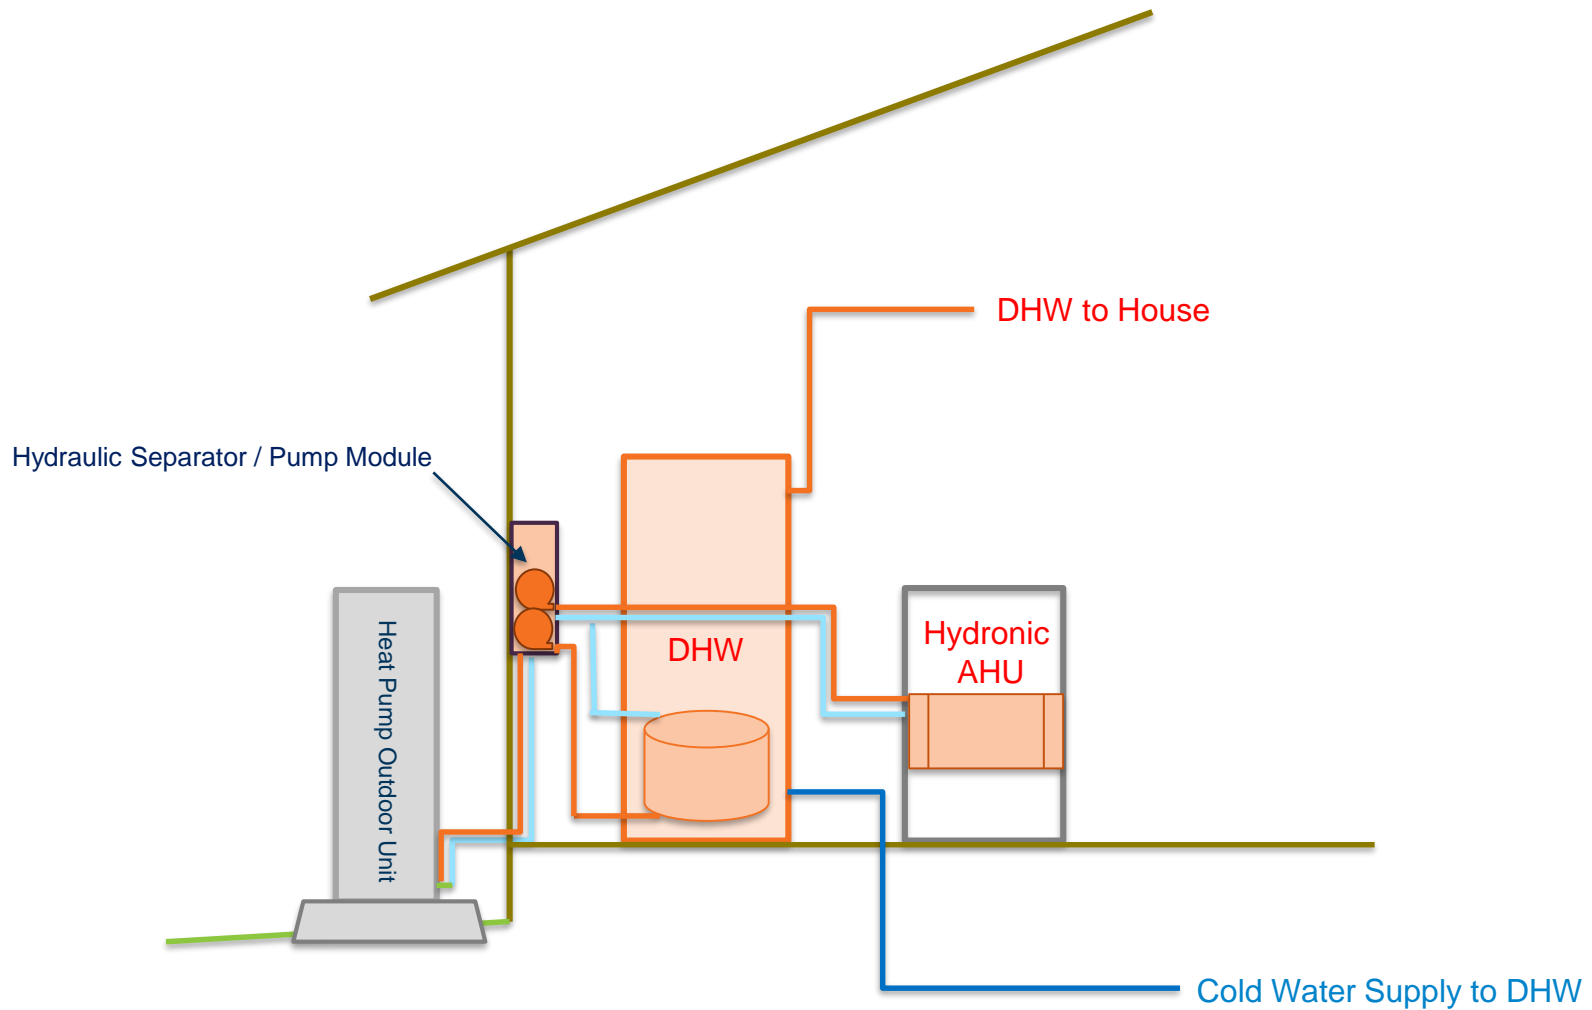 DHW to House
Hydraulic Separator / Pump Module
Heat Pump Outdoor Unit
DHW
Hydronic
AHU
Cold Water Supply to DHW